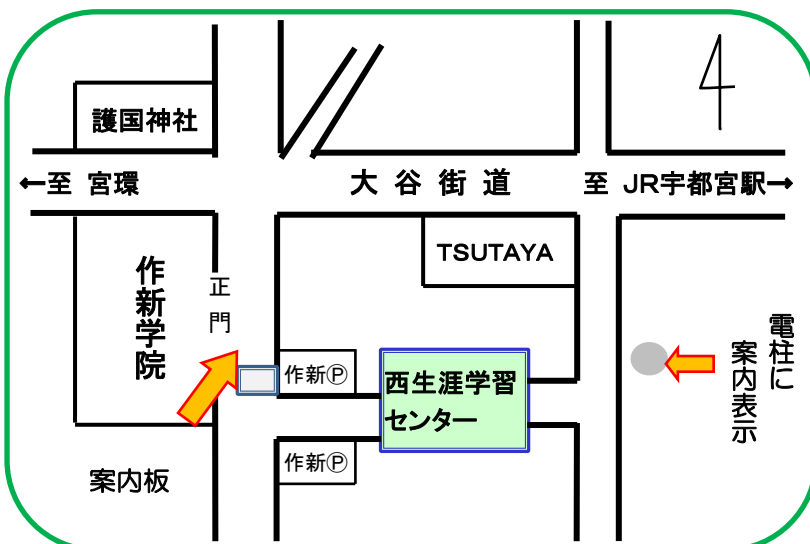 護国神社
←至 宮環
大谷街道
至 JR宇都宮駅→
TSUTAYA
作新学院
正門
作新Ⓟ
西生涯学習
センター
作新Ⓟ
電柱に
案内表示
案内板